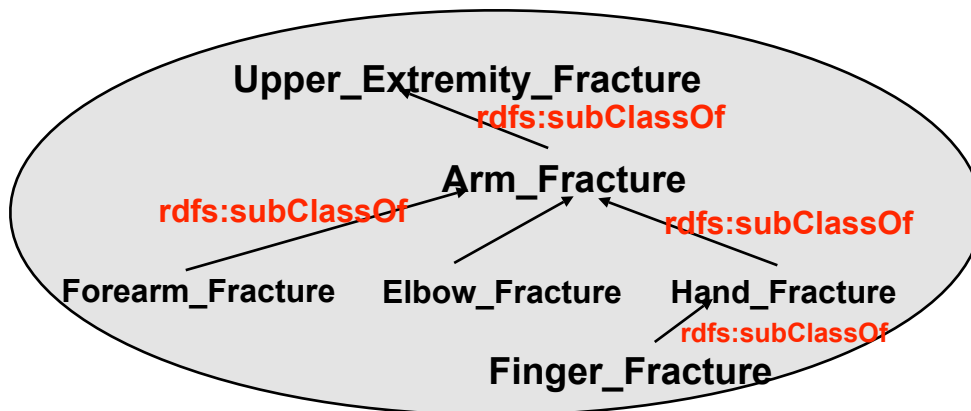 Upper_Extremity_Fracture
rdfs:subClassOf
Arm_Fracture
rdfs:subClassOf
rdfs:subClassOf
Forearm_Fracture
Elbow_Fracture
Hand_Fracture
rdfs:subClassOf
Finger_Fracture